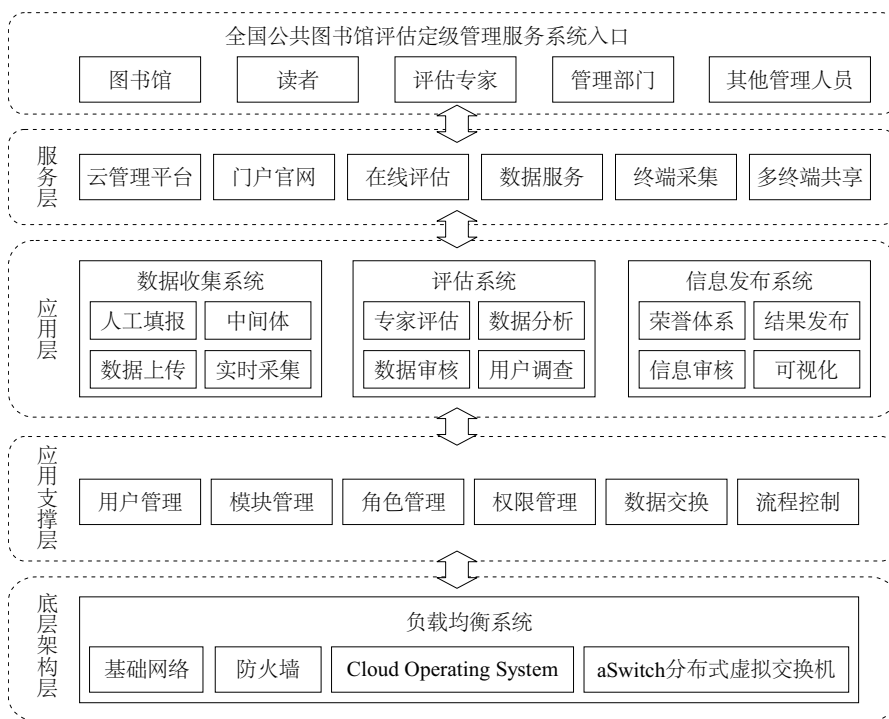 全国公共图书馆评估定级管理服务系统入口
图书馆 读者 评估专家 管理部门 其他管理人员
服务层
云管理平台 门户官网 在线评估 数据服务 终端采集 多终端共享
应用层
数据收集系统 评估系统 信息发布系统
人工填报 中间体 专家评估 数据分析 荣誉体系 结果发布
数据上传 实时采集 数据审核 用户调查 信息审核 可视化
应用支撑层
用户管理 模块管理 角色管理 权限管理 数据交换 流程控制
底层架构层
负载均衡系统
基础网络 防火墙 Cloud Operating System aSwitch分布式虚拟交换机